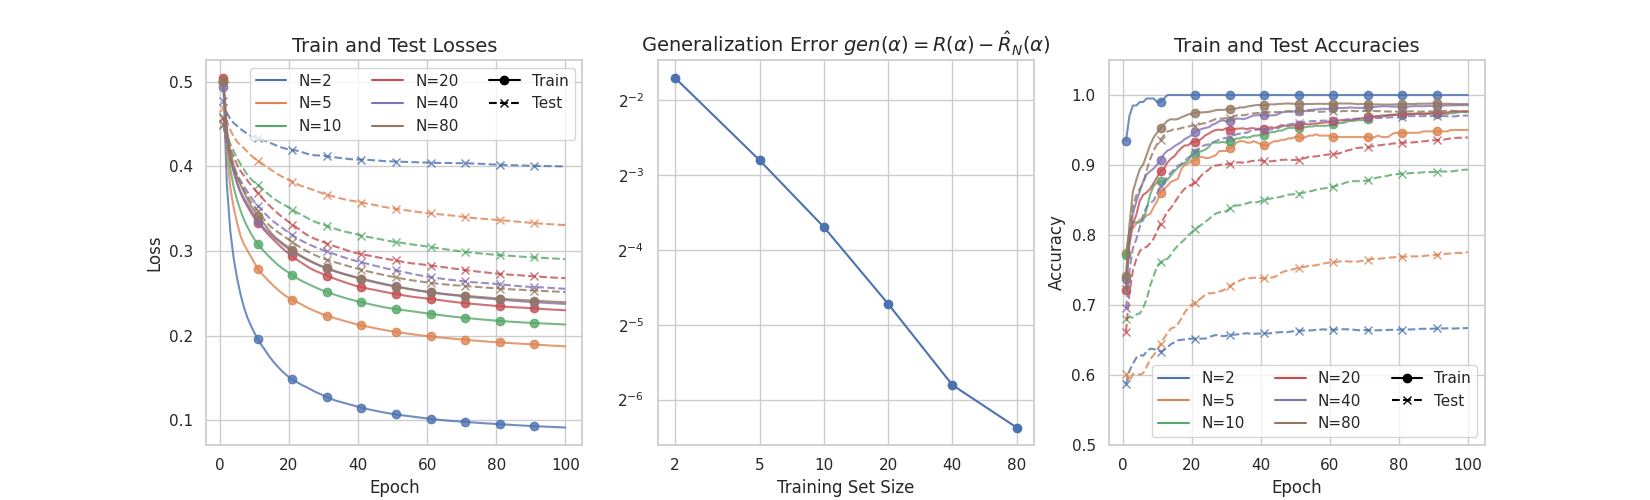 Train and Test Losses
0.5
0.4
0.3
0.2
0.1
Loss
N=2
N=5
N=10
N=20
N=40
N=80
Train
Test
0 20 40 60 80 100
Epoch
Generalization Error gen(α) = R(α) − R̂_N(α)
2⁻²
2⁻³
2⁻⁴
2⁻⁵
2⁻⁶
2 5 10 20 40 80
Training Set Size
Train and Test Accuracies
1.0
0.9
0.8
0.7
0.6
0.5
Accuracy
N=2
N=5
N=10
N=20
N=40
N=80
Train
Test
0 20 40 60 80 100
Epoch